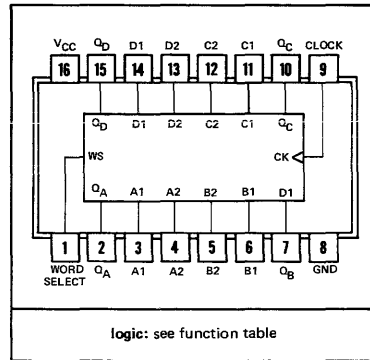 VCC QD D1 D2 C2 C1 QC CLOCK
16 15 14 13 12 11 10 9
QD D1 D2 C2 C1 QC
WS CK
QA A1 A2 B2 B1 D1
1 2 3 4 5 6 7 8
WORD SELECT QA A1 A2 B2 B1 QB GND
logic: see function table